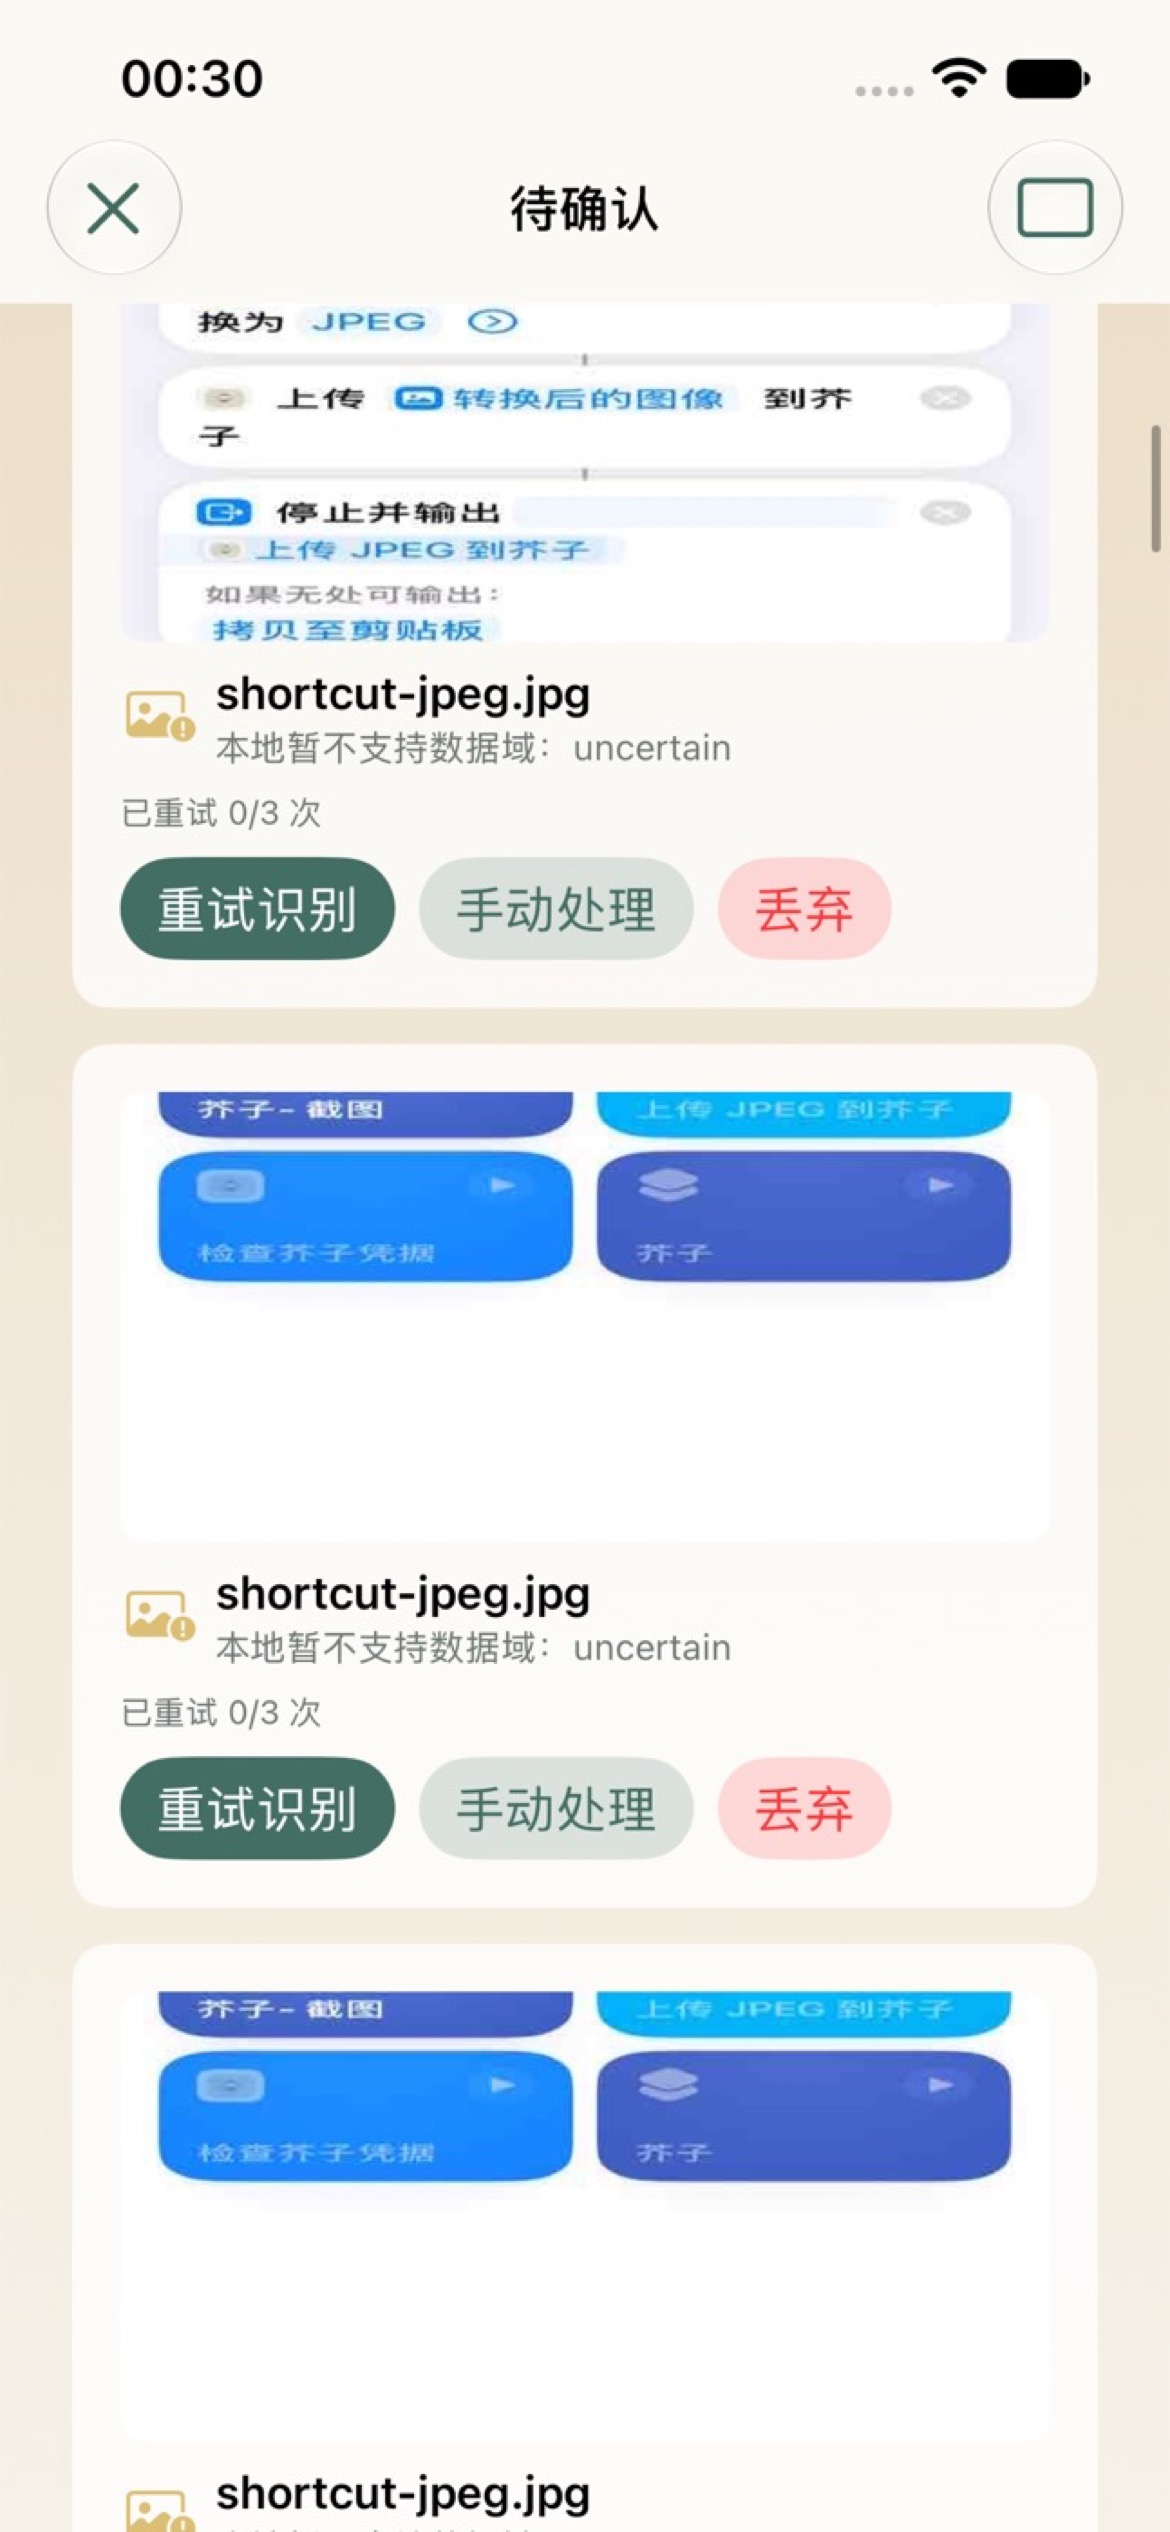 00:30
待确认
换为 JPEG
上传 转换后的图像 到芥
子
停止并输出
上传 JPEG 到芥子
如果无处可输出：
拷贝至剪贴板
shortcut-jpeg.jpg
本地暂不支持数据域：uncertain
已重试 0/3 次
重试识别 手动处理 丢弃
芥子- 截图 上传 JPEG 到芥子
检查芥子凭据 芥子
shortcut-jpeg.jpg
本地暂不支持数据域：uncertain
已重试 0/3 次
重试识别 手动处理 丢弃
芥子- 截图 上传 JPEG 到芥子
检查芥子凭据 芥子
shortcut-jpeg.jpg